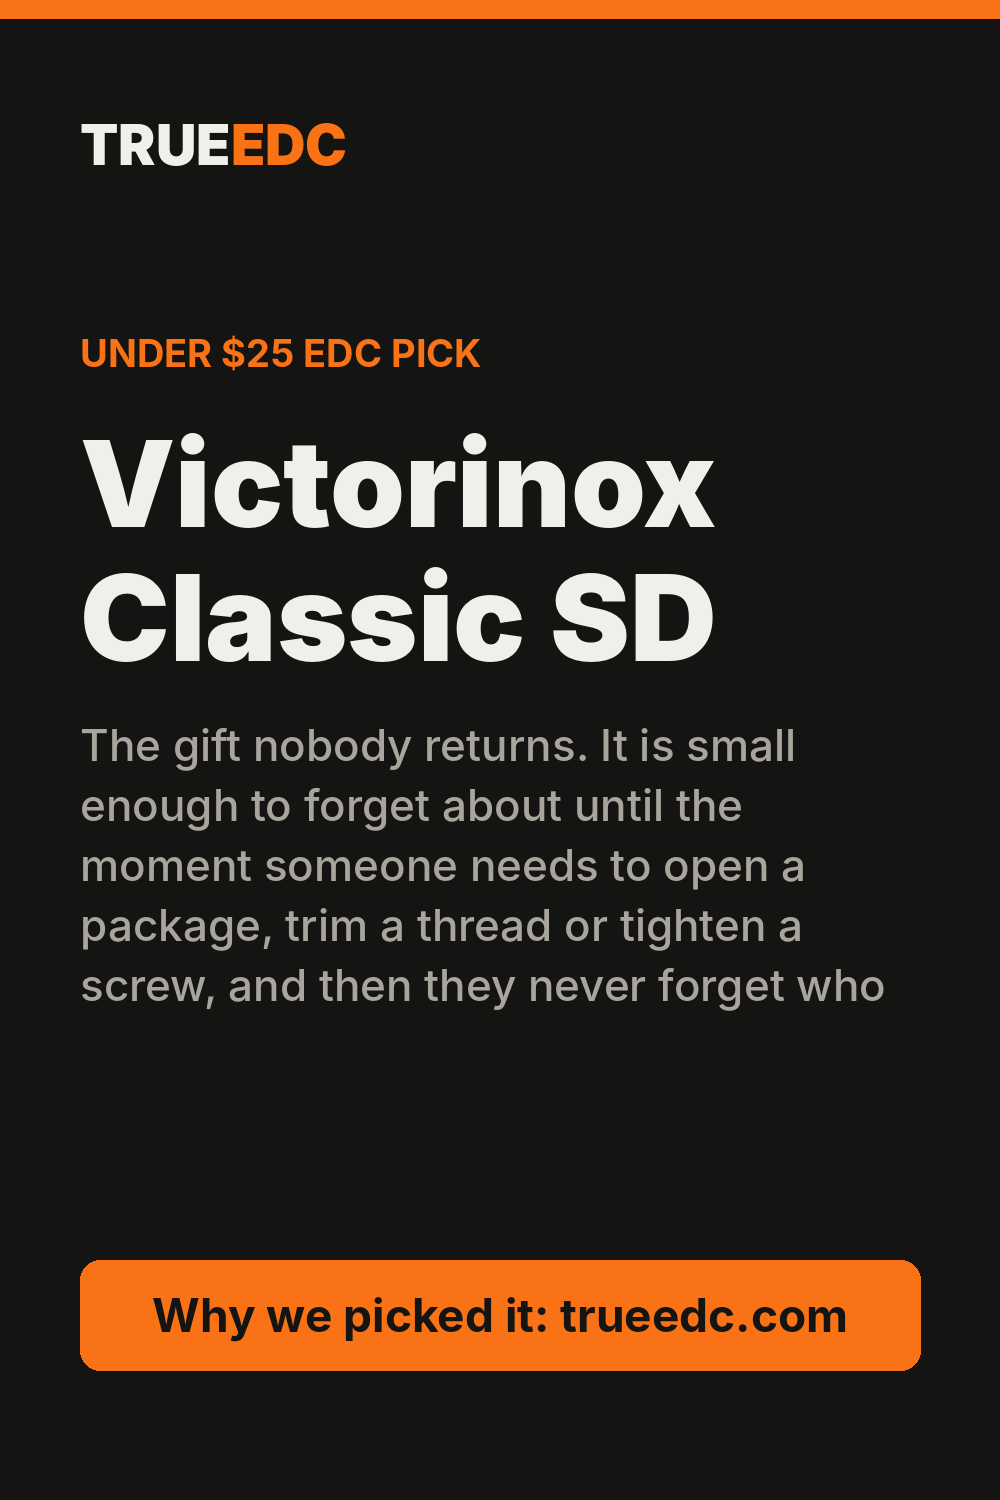 TRUEEDC
UNDER $25 EDC PICK
Victorinox
Classic SD
The gift nobody returns. It is small
enough to forget about until the
moment someone needs to open a
package, trim a thread or tighten a
screw, and then they never forget who
Why we picked it: trueedc.com